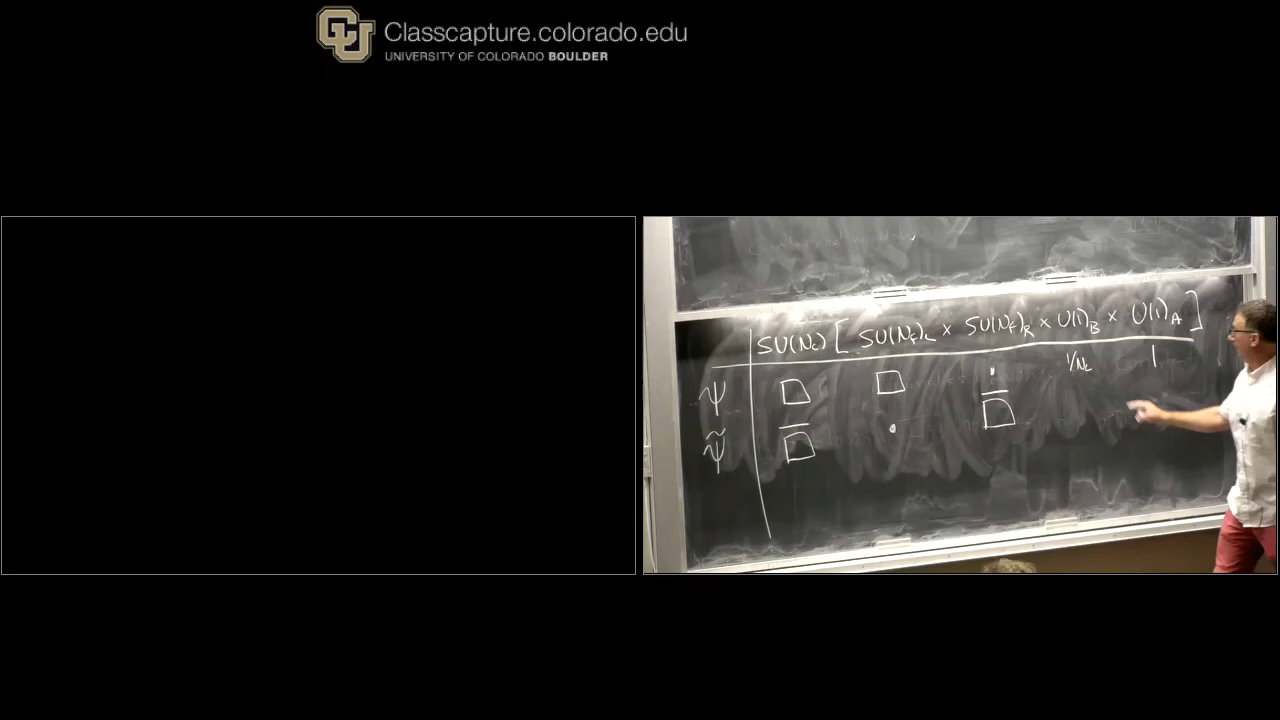 Classcapture.colorado.edu
UNIVERSITY OF COLORADO BOULDER
SU(N_c) [ SU(N_f)_L × SU(N_f)_R × U(1)_B × U(1)_A ]
ψ □ □ · 1/N_c 1
ψ̃ □̅ · □̅